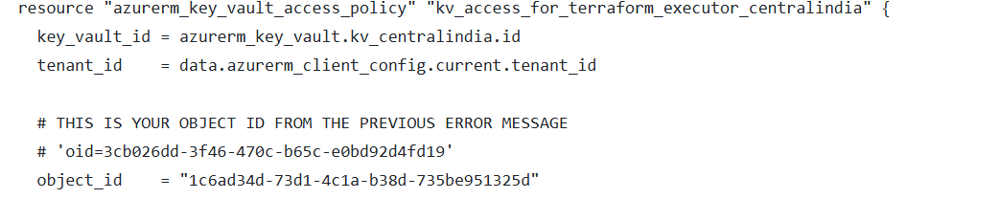 resource "azurerm_key_vault_access_policy" "kv_access_for_terraform_executor_centralindia" {
key_vault_id = azurerm_key_vault.kv_centralindia.id
tenant_id    = data.azurerm_client_config.current.tenant_id
# THIS IS YOUR OBJECT ID FROM THE PREVIOUS ERROR MESSAGE
# 'oid=3cb026dd-3f46-470c-b65c-e0bd92d4fd19'
object_id    = "1c6ad34d-73d1-4c1a-b38d-735be951325d"